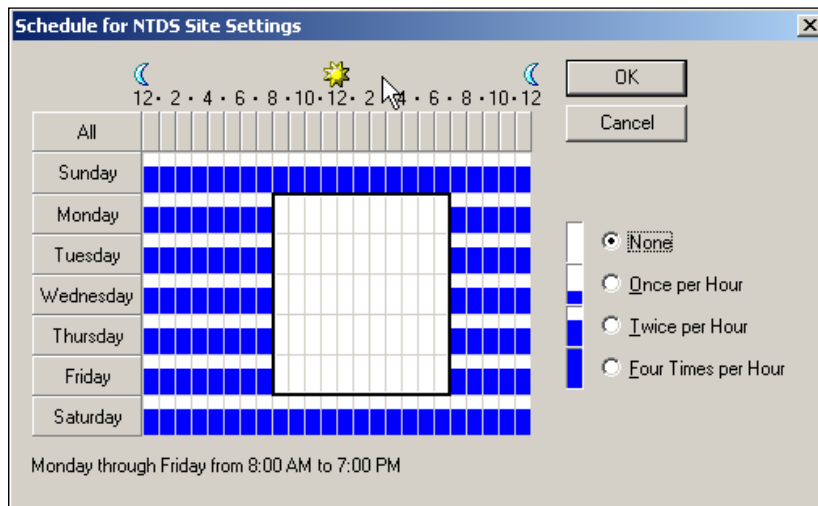 Schedule for NTDS Site Settings
OK
12· 2 · 4 · 6 · 8 ·10·12· 2 · 4 · 6 · 8 ·10·12
Cancel
All
Sunday
Monday
Tuesday
Wednesday
Thursday
Friday
Saturday
None
Once per Hour
Twice per Hour
Four Times per Hour
Monday through Friday from 8:00 AM to 7:00 PM